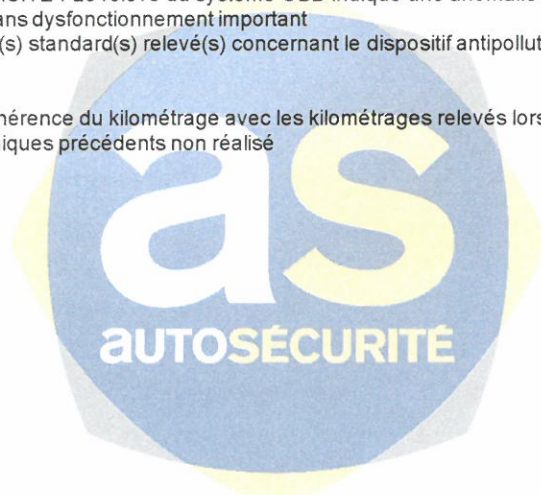 ans dysfonctionnement important
(s) standard(s) relevé(s) concernant le dispositif antipollut
hérence du kilométrage avec les kilométrages relevés lors
niques précédents non réalisé
as
AUTOSÉCURITÉ